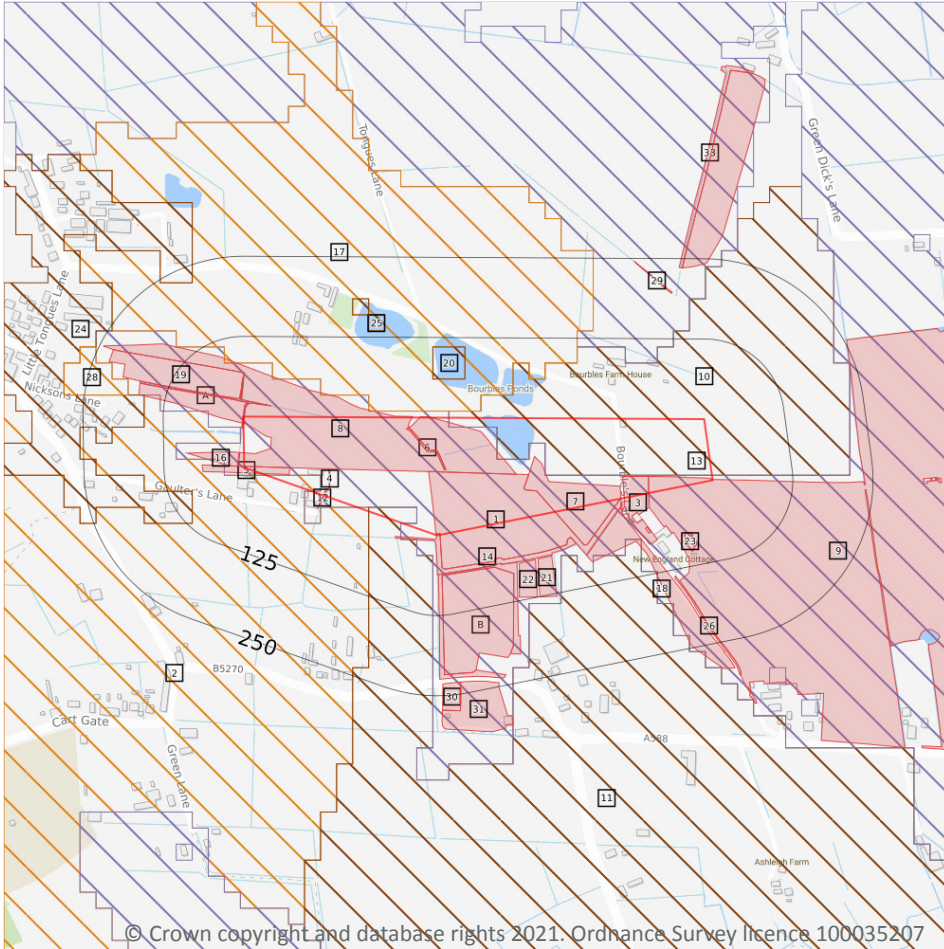 Tongues Lane
Green Dick's Lane
33
17
29
Little Tongues Lane
24
25
20
28
19
Nicksons Lane
A
Bourbles Farm House
10
Bourbles Ponds
8
6
16
13
4
Gaulter's Lane
12
7
3
1
23
9
125
14
New England Cottage
22
21
18
B
26
250
B5270
2
30
31
Cart Gate
A588
Green Lane
11
Ashleigh Farm
© Crown copyright and database rights 2021. Ordnance Survey licence 100035207